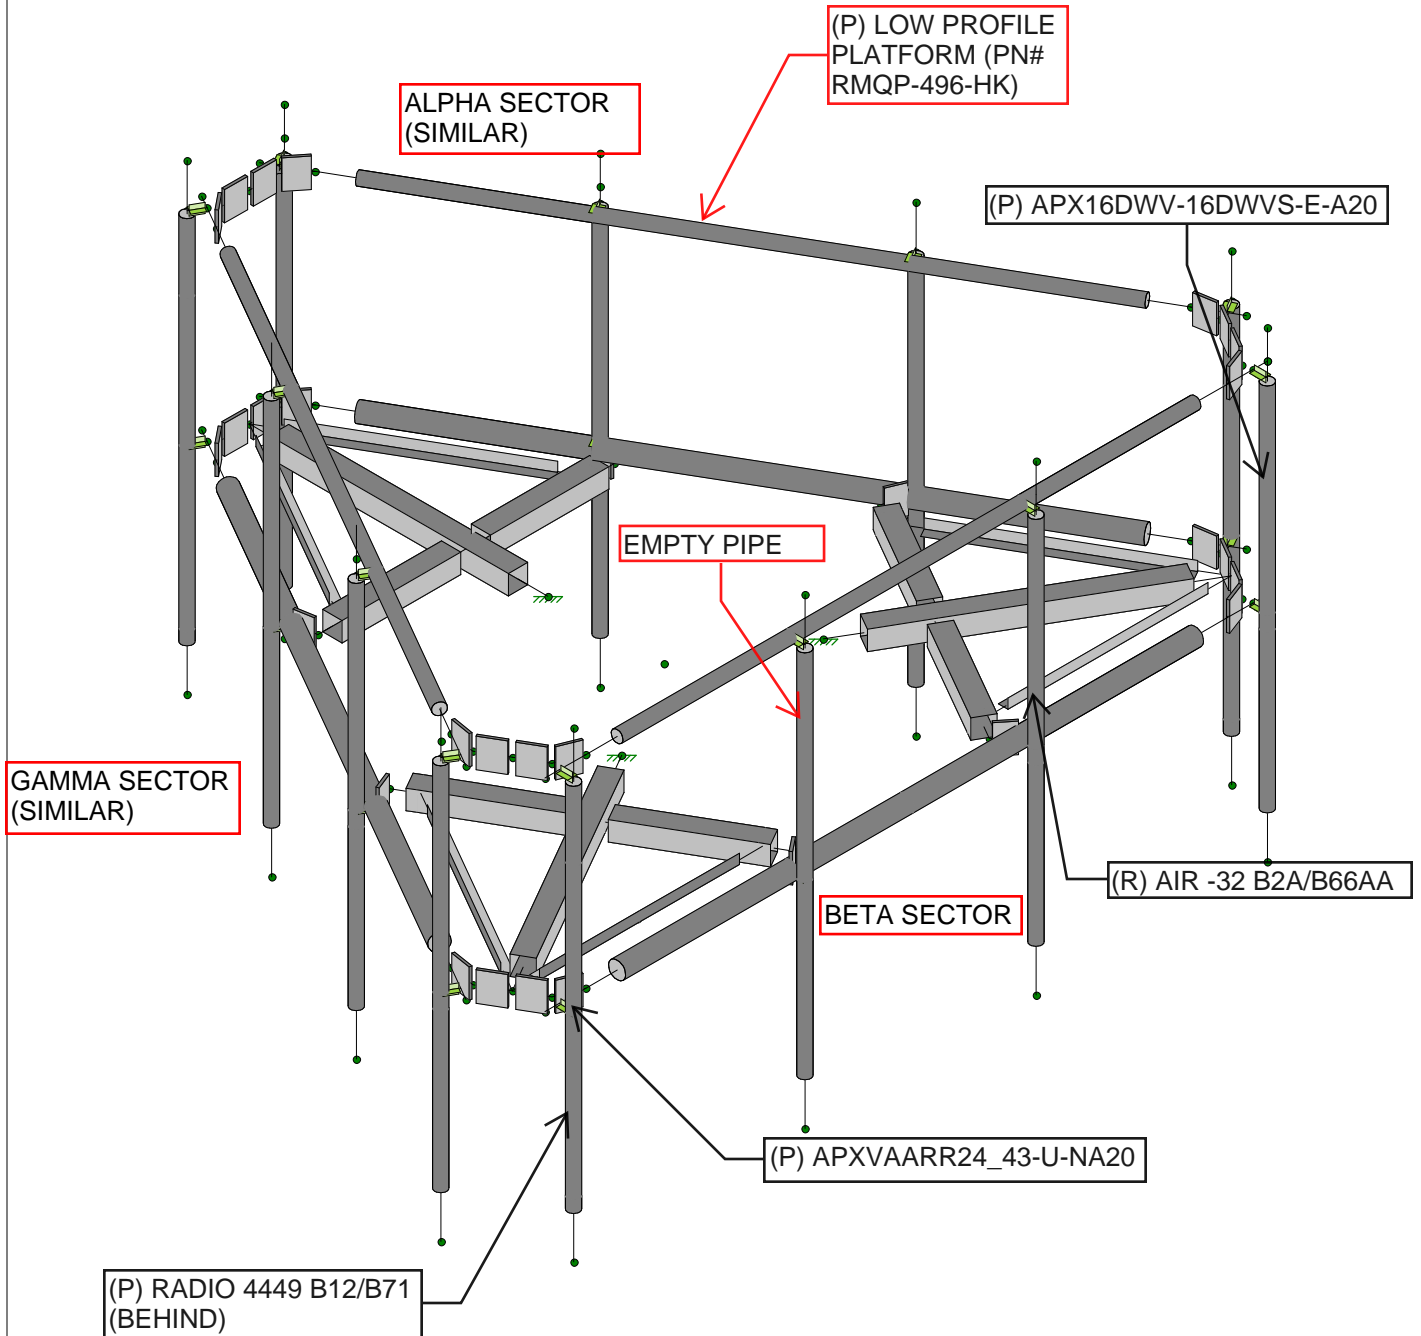 (P) LOW PROFILE
PLATFORM (PN#
RMQP-496-HK)
ALPHA SECTOR
(SIMILAR)
(P) APX16DWV-16DWVS-E-A20
EMPTY PIPE
GAMMA SECTOR
(SIMILAR)
(R) AIR -32 B2A/B66AA
BETA SECTOR
(P) APXVAARR24_43-U-NA20
(P) RADIO 4449 B12/B71
(BEHIND)